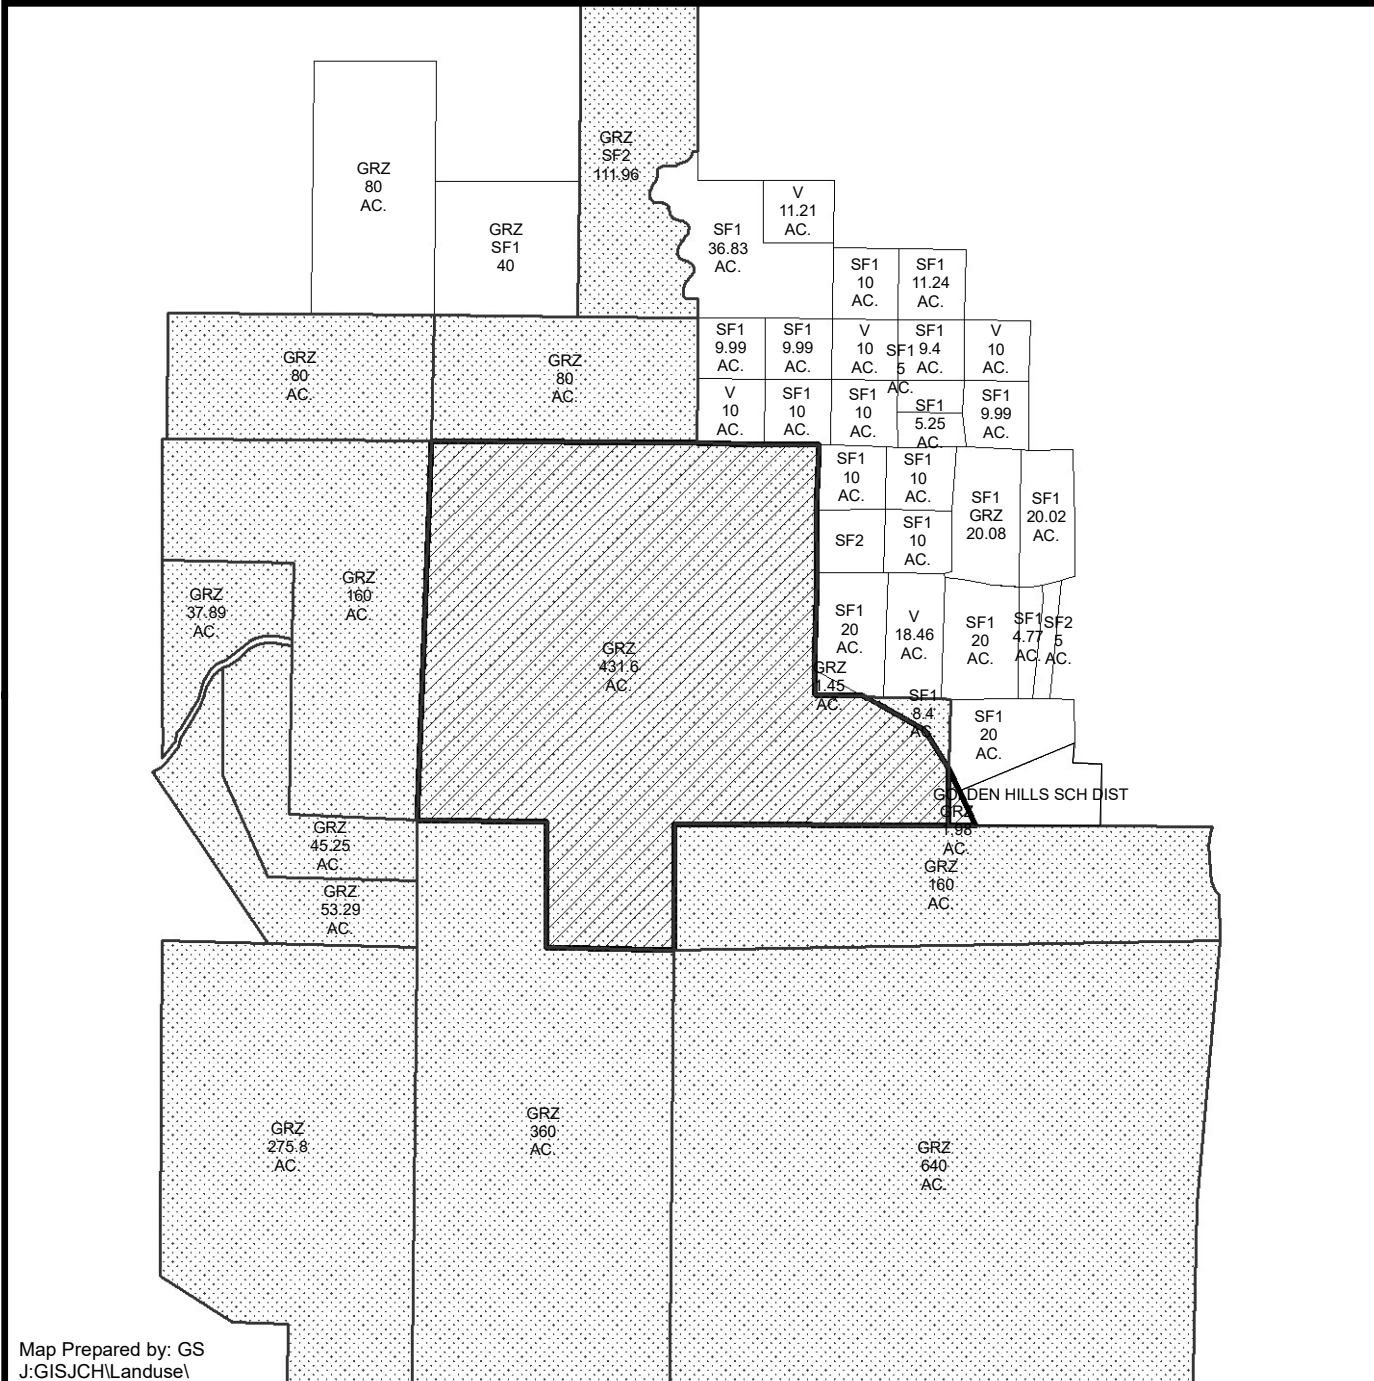 GRZ
SF2
111.96
GRZ
80
AC.
GRZ
SF1
40
SF1
36.83
AC.
V
11.21
AC.
SF1
10
AC.
SF1
11.24
AC.
GRZ
80
AC.
GRZ
80
AC.
SF1
9.99
AC.
SF1
9.99
AC.
V
10
AC.
SF1
5
AC.
SF1
9.4
AC.
V
10
AC.
V
10
AC.
SF1
10
AC.
SF1
10
AC.
SF1
5.25
AC.
SF1
9.99
AC.
SF1
10
AC.
SF1
10
AC.
SF1
GRZ
20.08
SF1
20.02
AC.
SF2
SF1
10
AC.
GRZ
37.89
AC.
GRZ
160
AC.
GRZ
431.6
AC.
SF1
20
AC.
V
18.46
AC.
SF1
20
AC.
SF1
4.77
AC.
SF2
5
AC.
GRZ
1.45
AC.
SF1
8.4
AC.
SF1
20
AC.
GOLDEN HILLS SCH DIST
GRZ
1.98
AC.
GRZ
45.25
AC.
GRZ
53.29
AC.
GRZ
160
AC.
GRZ
275.8
AC.
GRZ
360
AC.
GRZ
640
AC.
Map Prepared by: GS
J:GISJCH\Landuse\